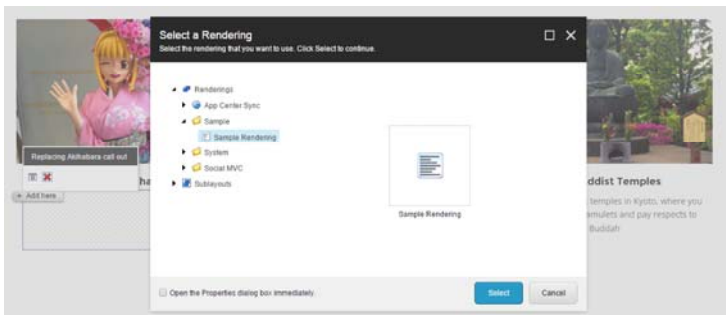 Select a Rendering
Select the rendering that you want to use. Click Select to continue.
Renderings
App Center Sync
Sample
Sample Rendering
System
Social MVC
Sublayouts
Sample Rendering
Open the Properties dialog box immediately.
Select
Cancel
Replacing Akihabara call out
ha
+ Add here
ddist Temples
temples in Kyoto, where you
amulets and pay respects to
Buddah